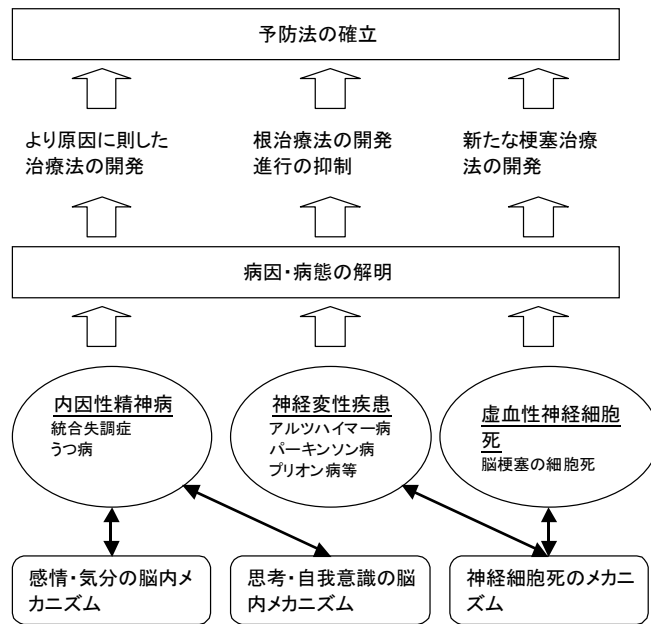 予防法の確立
より原因に則した
治療法の開発
根治療法の開発
進行の抑制
新たな梗塞治療
法の開発
病因・病態の解明
内因性精神病
統合失調症
うつ病
神経変性疾患
アルツハイマー病
パーキンソン病
プリオン病等
虚血性神経細胞
死
脳梗塞の細胞死
感情・気分の脳内メ
カニズム
思考・自我意識の脳
内メカニズム
神経細胞死のメカニ
ズム